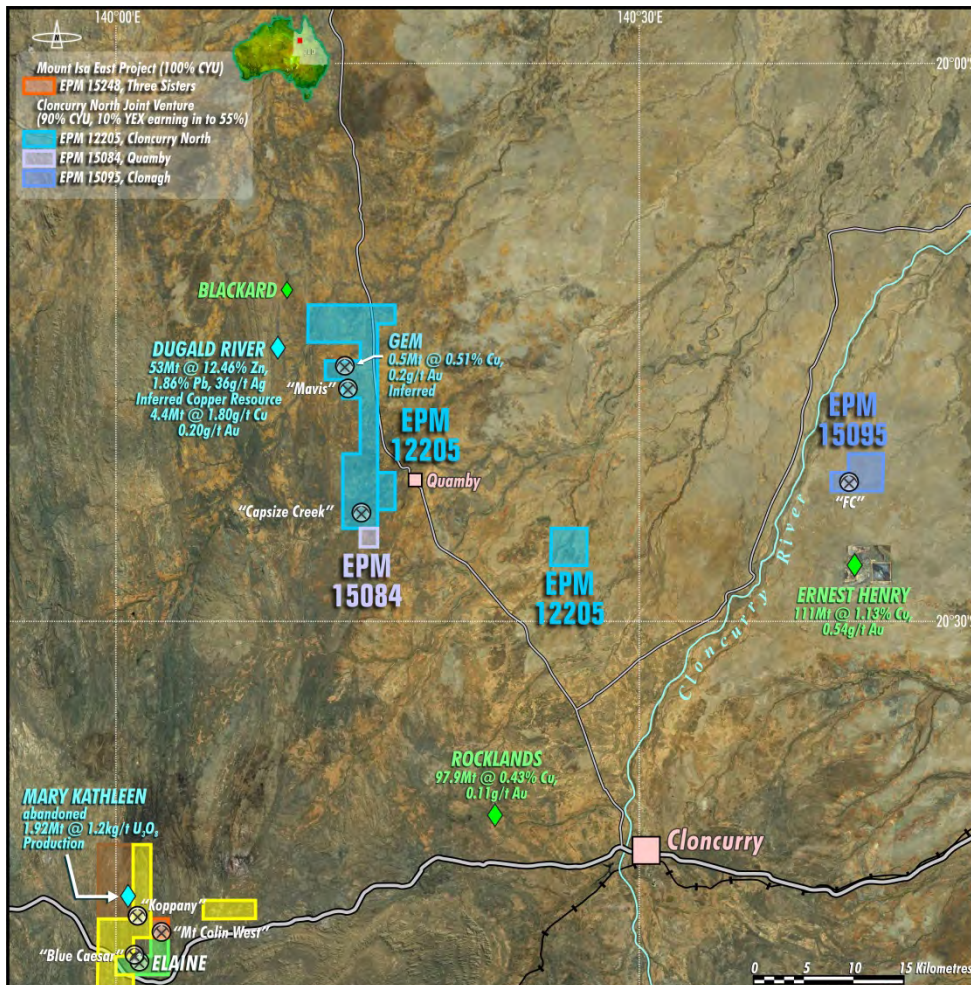 140°00'E
140°30'E
20°00'S
Mount Isa East Project (100% CYU)
EPM 15248, Three Sisters
Cloncurry North Joint Venture
(90% CYU, 10% YEX earning in to 55%)
EPM 12205, Cloncurry North
EPM 15084, Quamby
EPM 15095, Clonagh
BLACKARD
DUGALD RIVER
53Mt @ 12.46% Zn,
1.86% Pb, 36g/t Ag
Inferred Copper Resource
4.4Mt @ 1.80g/t Cu
0.20g/t Au
GEM
0.5Mt @ 0.51% Cu,
0.2g/t Au
Inferred
"Mavis"
EPM
12205
Quamby
"Capsize Creek"
EPM
15084
EPM
12205
EPM
15095
"FC"
Cloncurry River
ERNEST HENRY
111Mt @ 1.13% Cu,
0.54g/t Au
20°30'S
ROCKLANDS
97.9Mt @ 0.43% Cu,
0.11g/t Au
Cloncurry
MARY KATHLEEN
abandoned
1.92Mt @ 1.2kg/t U₃O₈
Production
"Koppany"
"Mt Colin West"
"Blue Caesar"
ELAINE
0 5 10 15 Kilometres